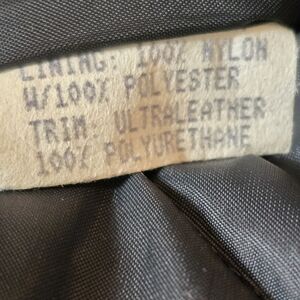 LINING: 100% NYLON
W/100% POLYESTER
TRIM: ULTRALEATHER
100% POLYURETHANE